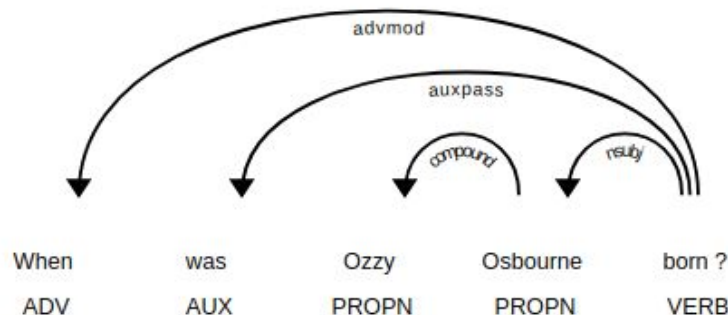 advmod
auxpass
compound nsubj
When was Ozzy Osbourne born ?
ADV AUX PROPN PROPN VERB